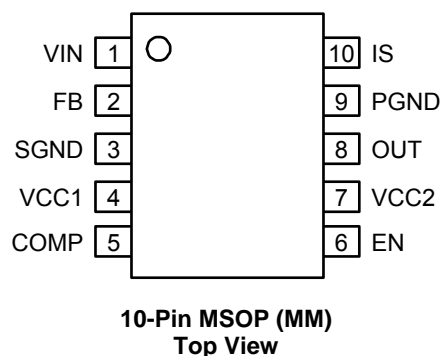 VIN 1 10 IS
FB 2 9 PGND
SGND 3 8 OUT
VCC1 4 7 VCC2
COMP 5 6 EN
10-Pin MSOP (MM)
Top View